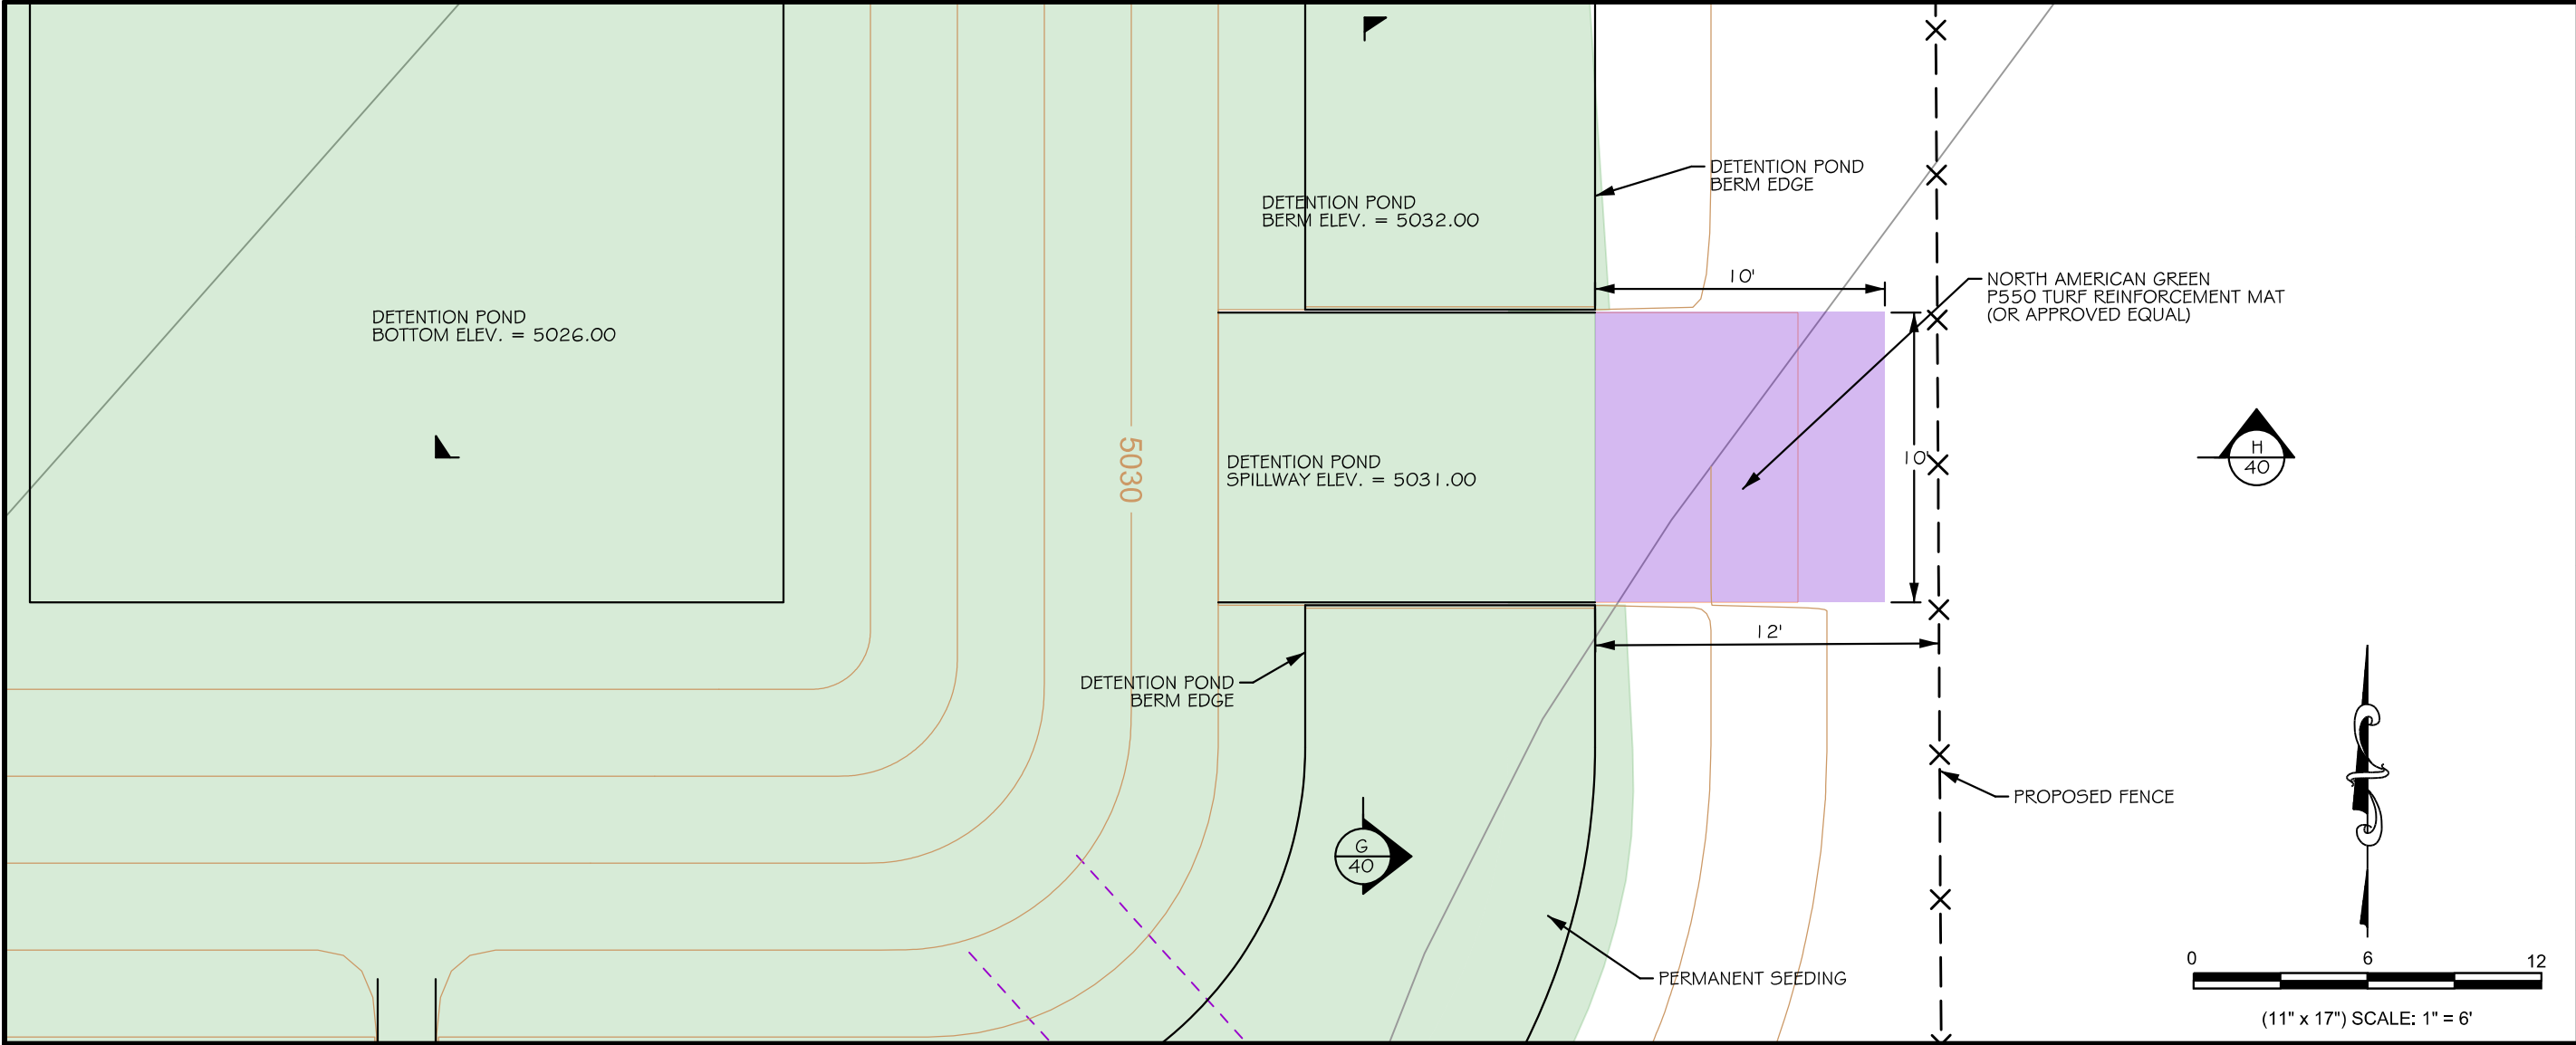 DETENTION POND
BERM EDGE
DETENTION POND
BERM ELEV. = 5032.00
10'
NORTH AMERICAN GREEN
P550 TURF REINFORCEMENT MAT
(OR APPROVED EQUAL)
DETENTION POND
BOTTOM ELEV. = 5026.00
5030
DETENTION POND
SPILLWAY ELEV. = 5031.00
10'
H
40
12'
DETENTION POND
BERM EDGE
PROPOSED FENCE
G
40
PERMANENT SEEDING
0 6 12
(11" x 17") SCALE: 1" = 6'